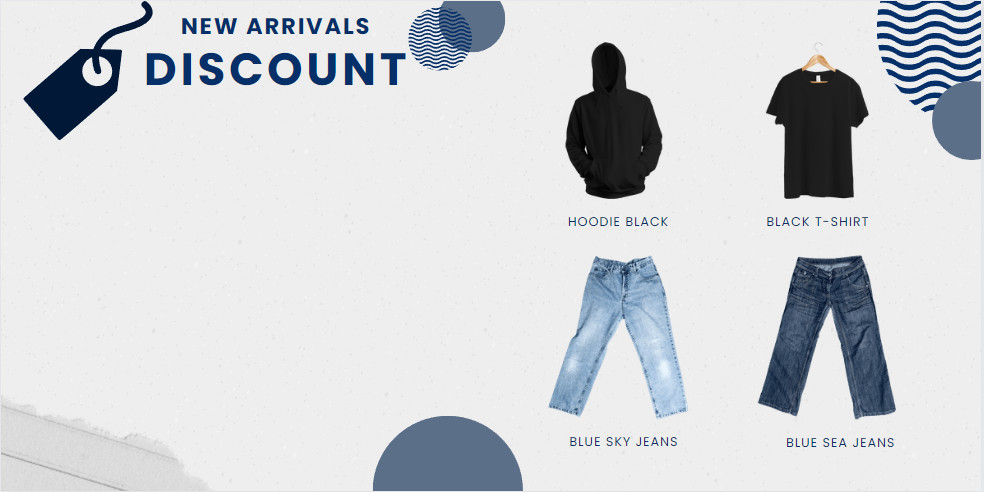 NEW ARRIVALS
DISCOUNT
HOODIE BLACK
BLACK T-SHIRT
BLUE SKY JEANS
BLUE SEA JEANS